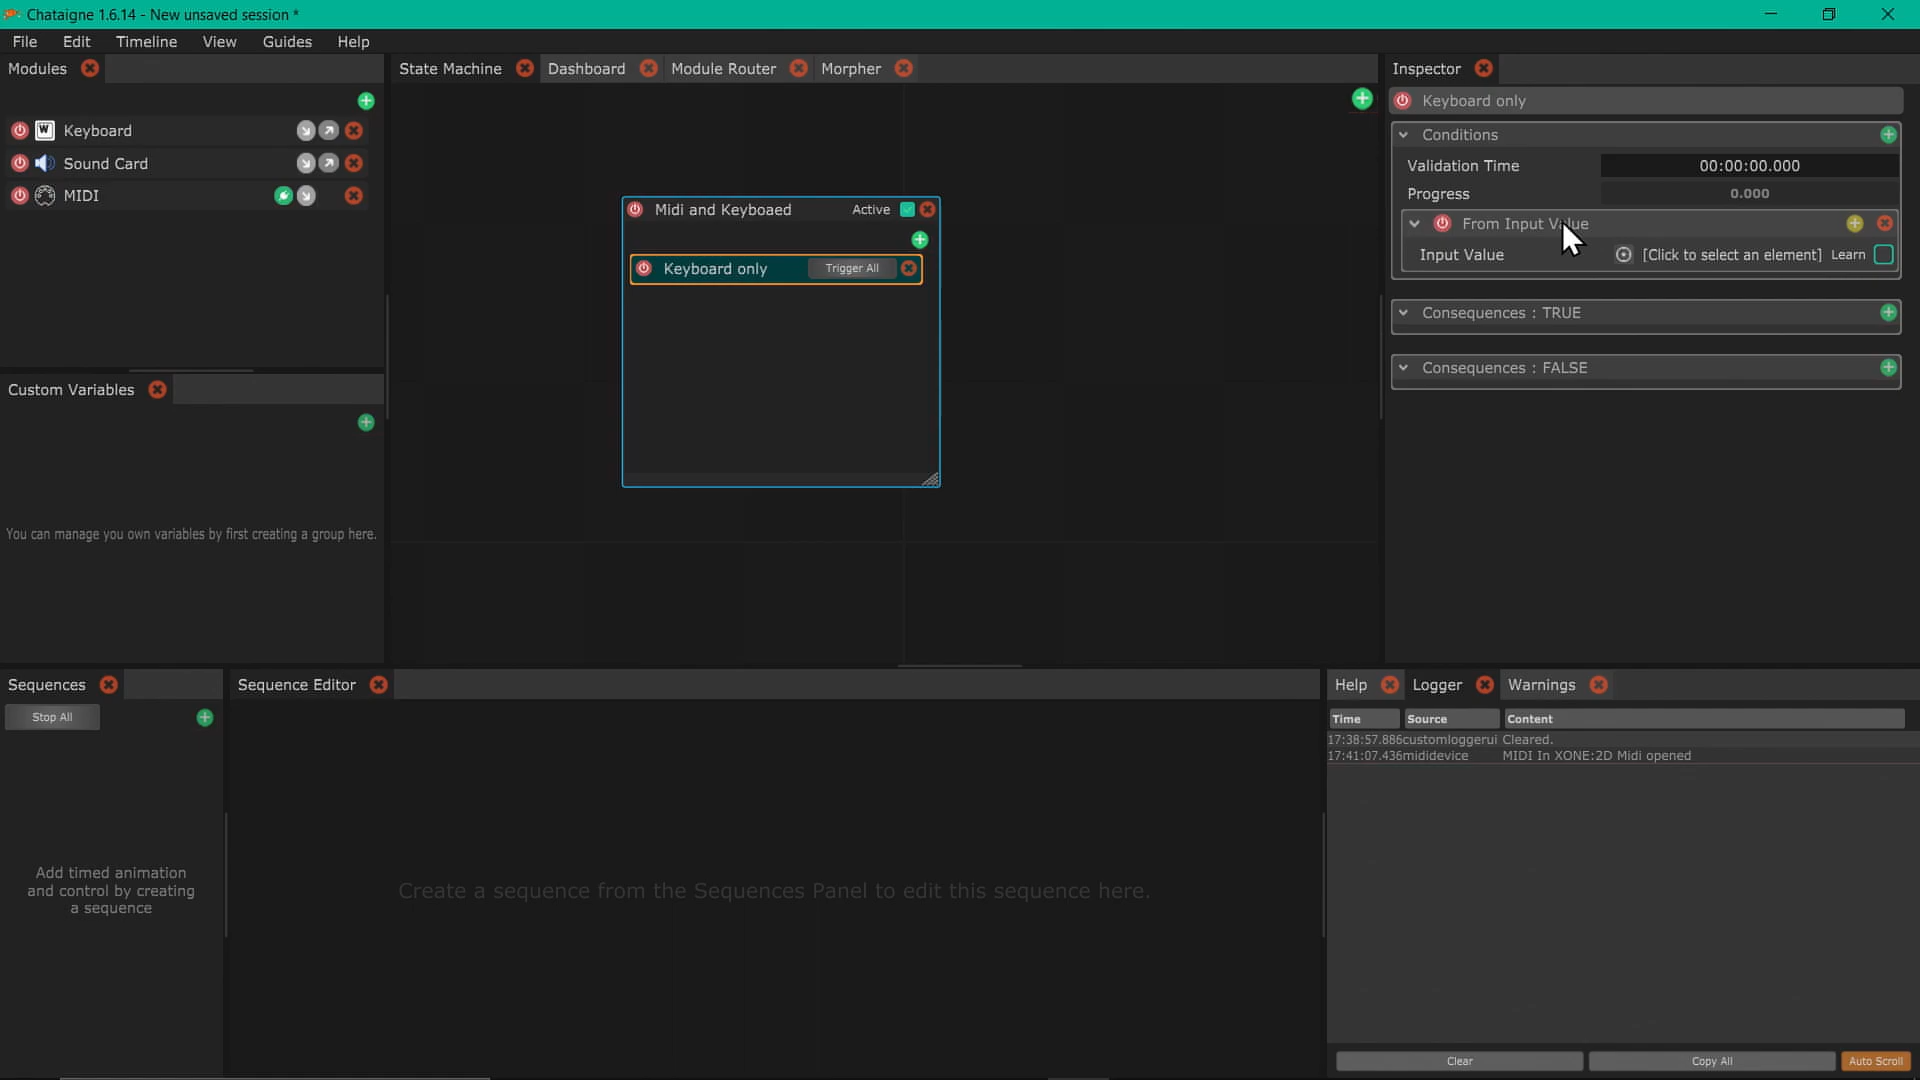 Chataigne 1.6.14 - New unsaved session *
File Edit Timeline View Guides Help
Modules
State Machine Dashboard Module Router Morpher
Inspector
Keyboard only
W Keyboard
Sound Card
MIDI
Conditions
Validation Time 00:00:00.000
Progress 0.000
From Input Value
Input Value [Click to select an element] Learn
Consequences : TRUE
Consequences : FALSE
Midi and Keyboaed Active
Keyboard only Trigger All
Custom Variables
You can manage you own variables by first creating a group here.
Sequences
Stop All
Add timed animation
and control by creating
a sequence
Sequence Editor
Create a sequence from the Sequences Panel to edit this sequence here.
Help Logger Warnings
Time Source Content
17:38:57.886customloggerui Cleared.
17:41:07.436mididevice MIDI In XONE:2D Midi opened
Clear Copy All Auto Scroll